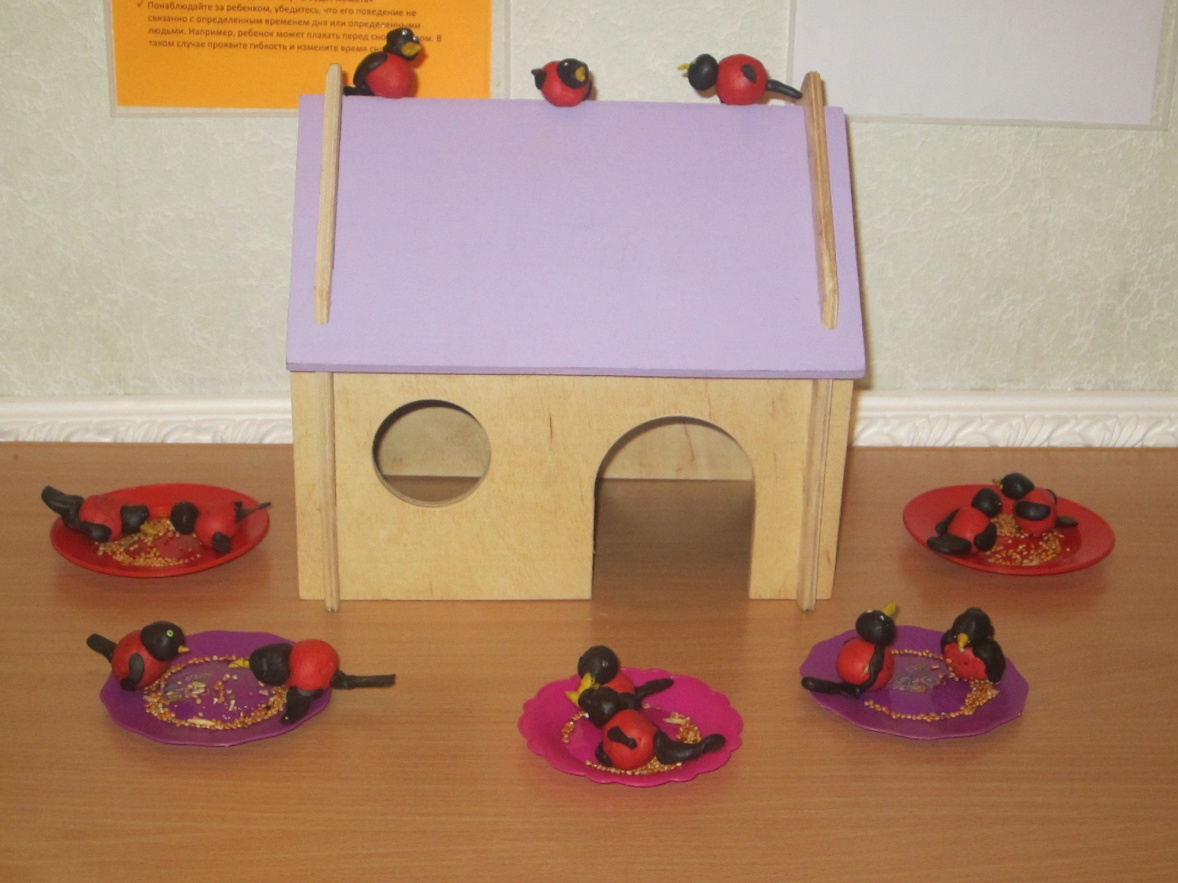 ✓ Понаблюдайте за ребенком, убедитесь, что его поведение не
связано с определенным временем дня или определенными
людьми. Например, ребенок может плакать перед сном. В
таком случае проявите гибкость и измените время